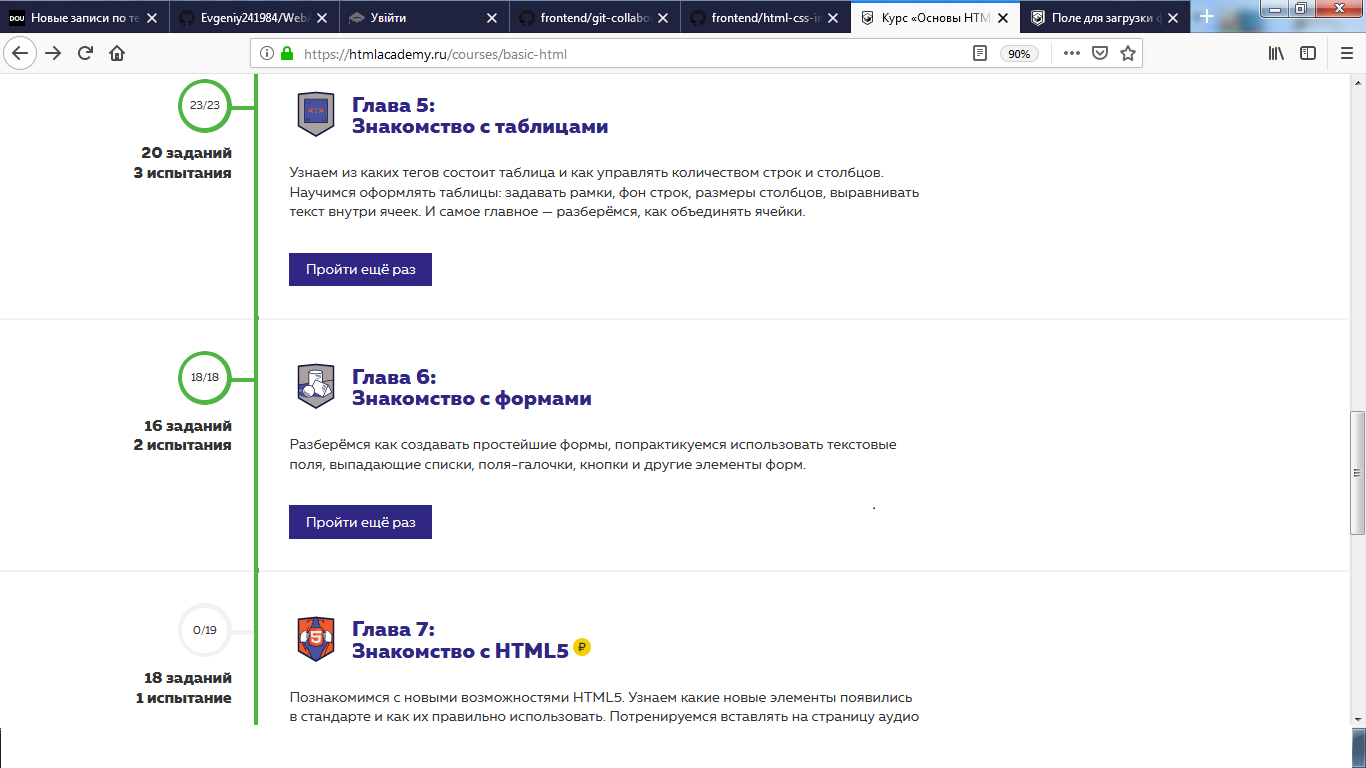 DOU Новые записи по те
Evgeniy241984/Web
Увійти
frontend/git-collabo
frontend/html-css-in
Курс «Основы HTM
Поле для загрузки ф
https://htmlacademy.ru/courses/basic-html
90%
23/23
20 заданий
3 испытания
Глава 5:
Знакомство с таблицами
Узнаем из каких тегов состоит таблица и как управлять количеством строк и столбцов.
Научимся оформлять таблицы: задавать рамки, фон строк, размеры столбцов, выравнивать
текст внутри ячеек. И самое главное — разберёмся, как объединять ячейки.
Пройти ещё раз
18/18
16 заданий
2 испытания
Глава 6:
Знакомство с формами
Разберёмся как создавать простейшие формы, попрактикуемся использовать текстовые
поля, выпадающие списки, поля-галочки, кнопки и другие элементы форм.
Пройти ещё раз
0/19
18 заданий
1 испытание
Глава 7:
Знакомство с HTML5 ₽
Познакомимся с новыми возможностями HTML5. Узнаем какие новые элементы появились
в стандарте и как их правильно использовать. Потренируемся вставлять на страницу аудио